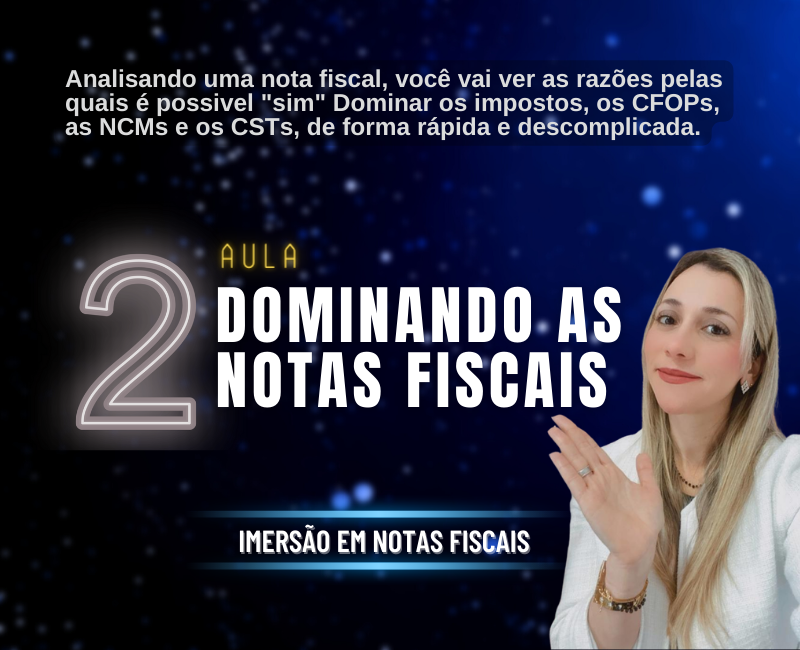 Analisando uma nota fiscal, você vai ver as razões pelas
quais é possivel "sim" Dominar os impostos, os CFOPs,
as NCMs e os CSTs, de forma rápida e descomplicada.
2
AULA
DOMINANDO AS
NOTAS FISCAIS
IMERSÃO EM NOTAS FISCAIS